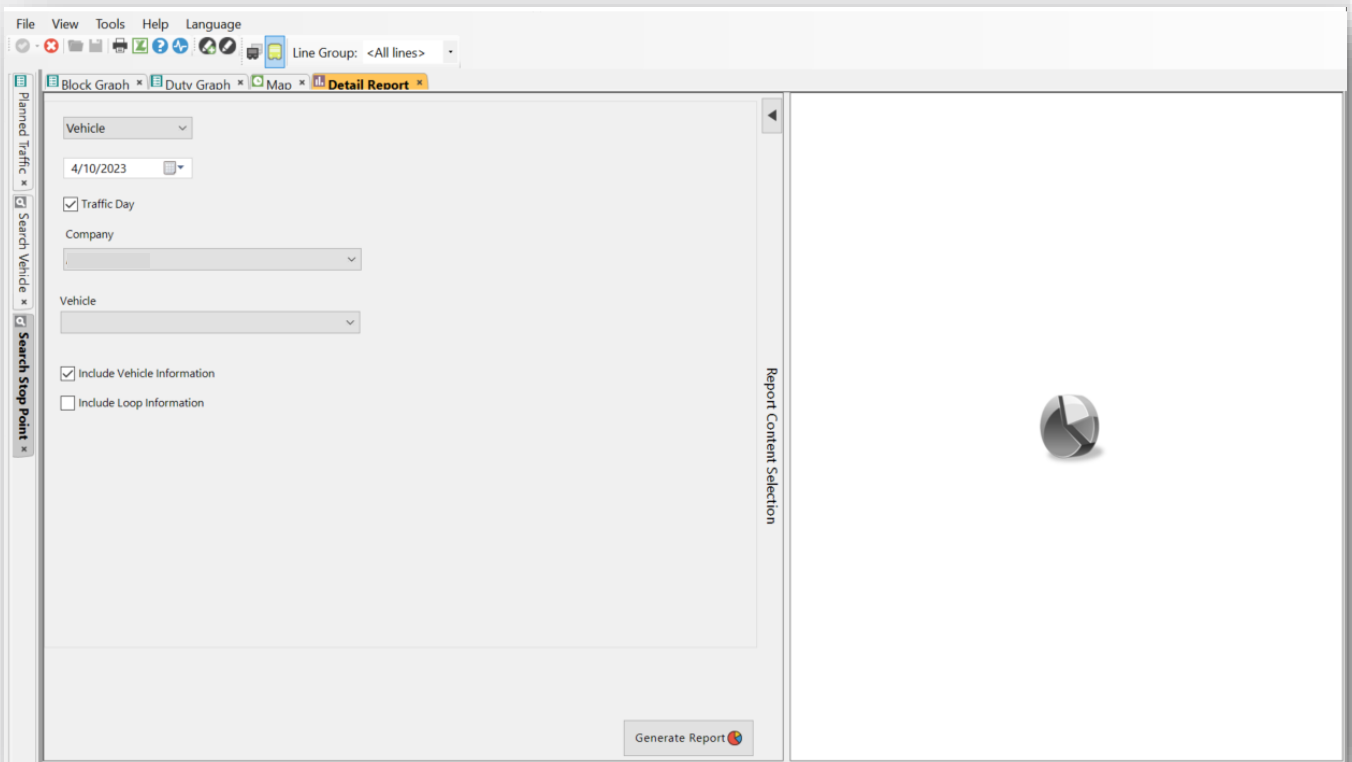 File View Tools Help Language
Line Group: <All lines>
Block Graph Duty Graph Map Detail Report
Planned Traffic
Search Vehicle
Search Stop Point
Vehicle
4/10/2023
Traffic Day
Company
Vehicle
Include Vehicle Information
Include Loop Information
Report Content Selection
Generate Report